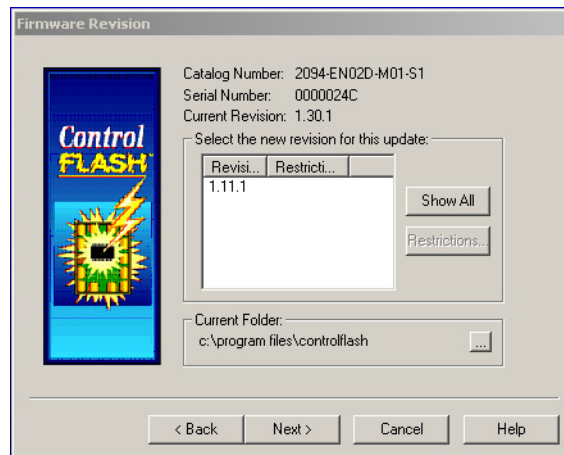 Firmware Revision
Catalog Number: 2094-EN02D-M01-S1
Serial Number: 0000024C
Current Revision: 1.30.1
Control
FLASH
Select the new revision for this update:
Revisi... Restricti...
1.11.1
Show All
Restrictions...
Current Folder:
c:\program files\controlflash
...
< Back Next > Cancel Help